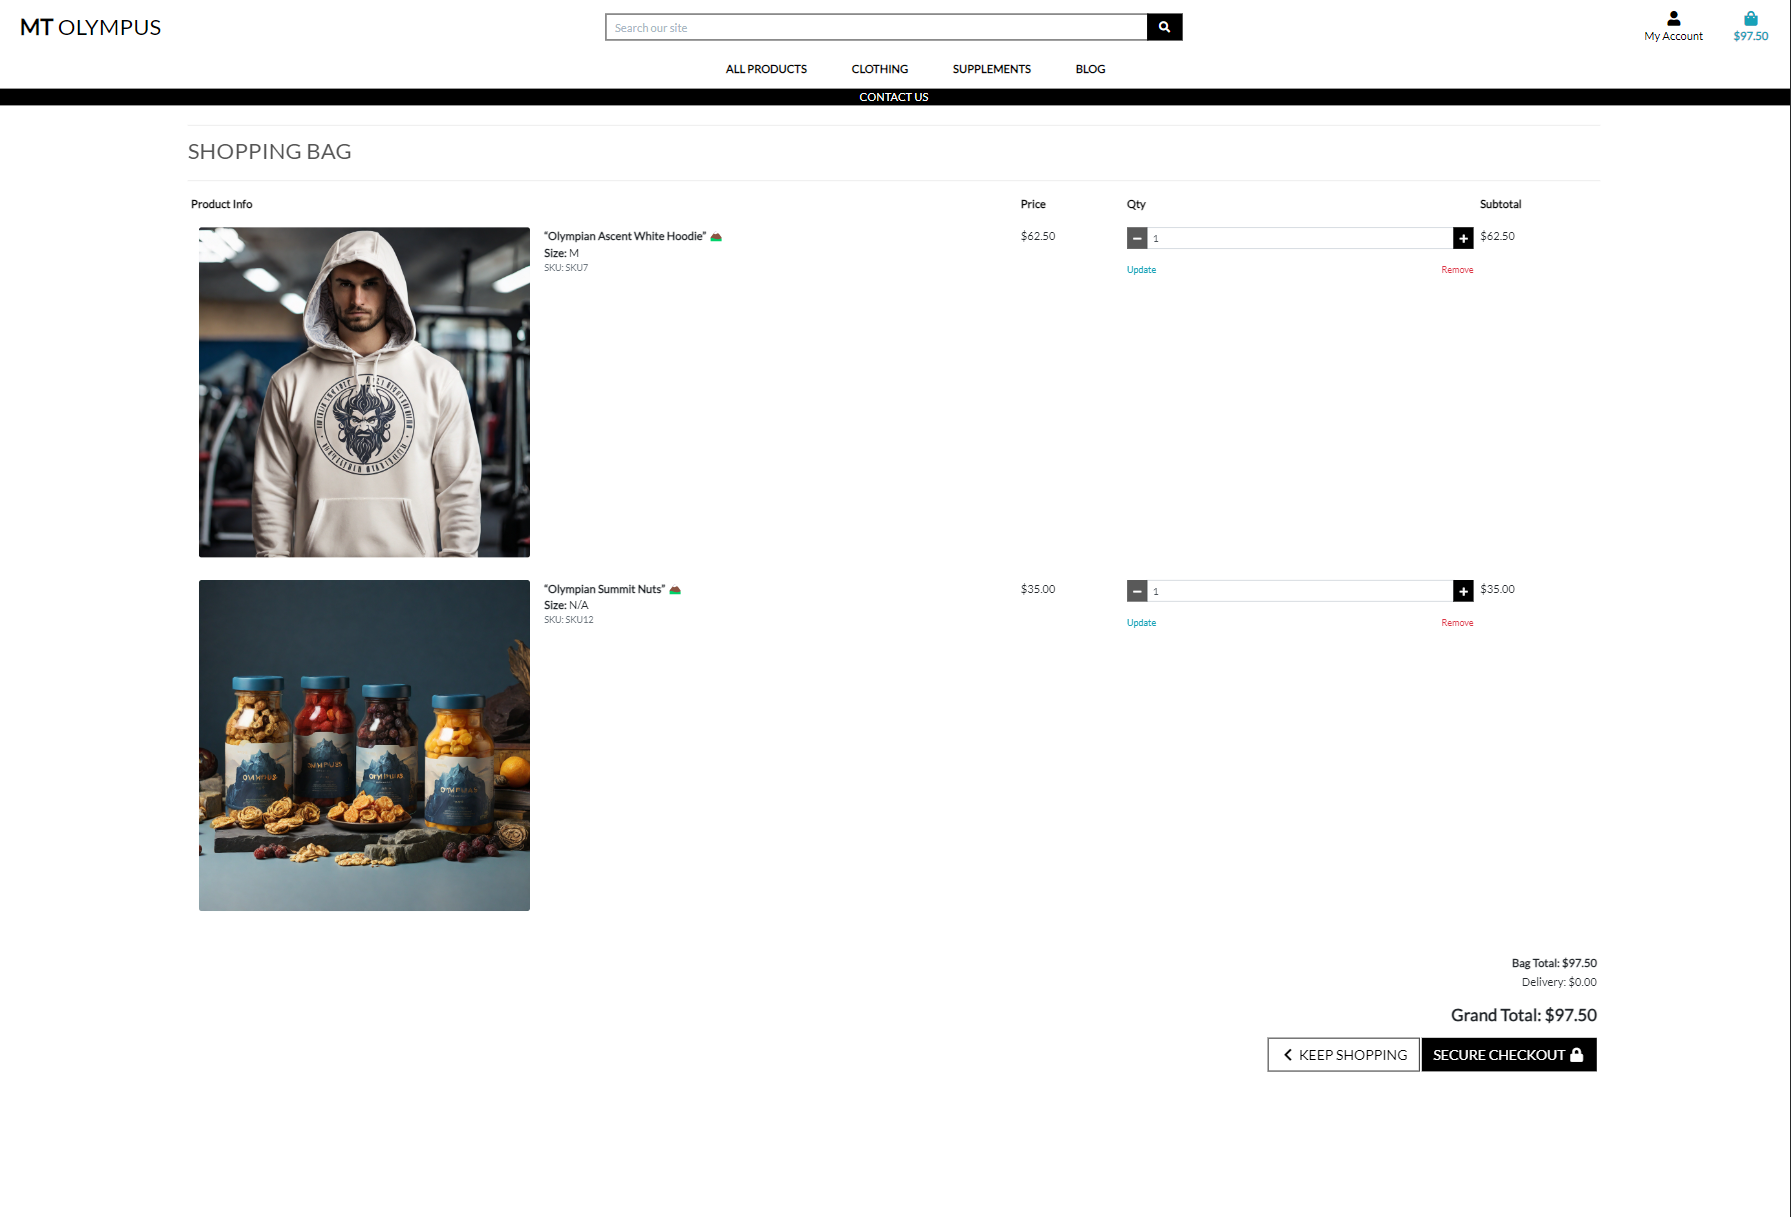 MT OLYMPUS
Search our site
My Account
$97.50
ALL PRODUCTS CLOTHING SUPPLEMENTS BLOG
CONTACT US
SHOPPING BAG
Product Info Price Qty Subtotal
“Olympian Ascent White Hoodie” $62.50 1 $62.50
Size: M
SKU: SKU7
Update Remove
“Olympian Summit Nuts” $35.00 1 $35.00
Size: N/A
SKU: SKU12
Update Remove
Bag Total: $97.50
Delivery: $0.00
Grand Total: $97.50
KEEP SHOPPING SECURE CHECKOUT